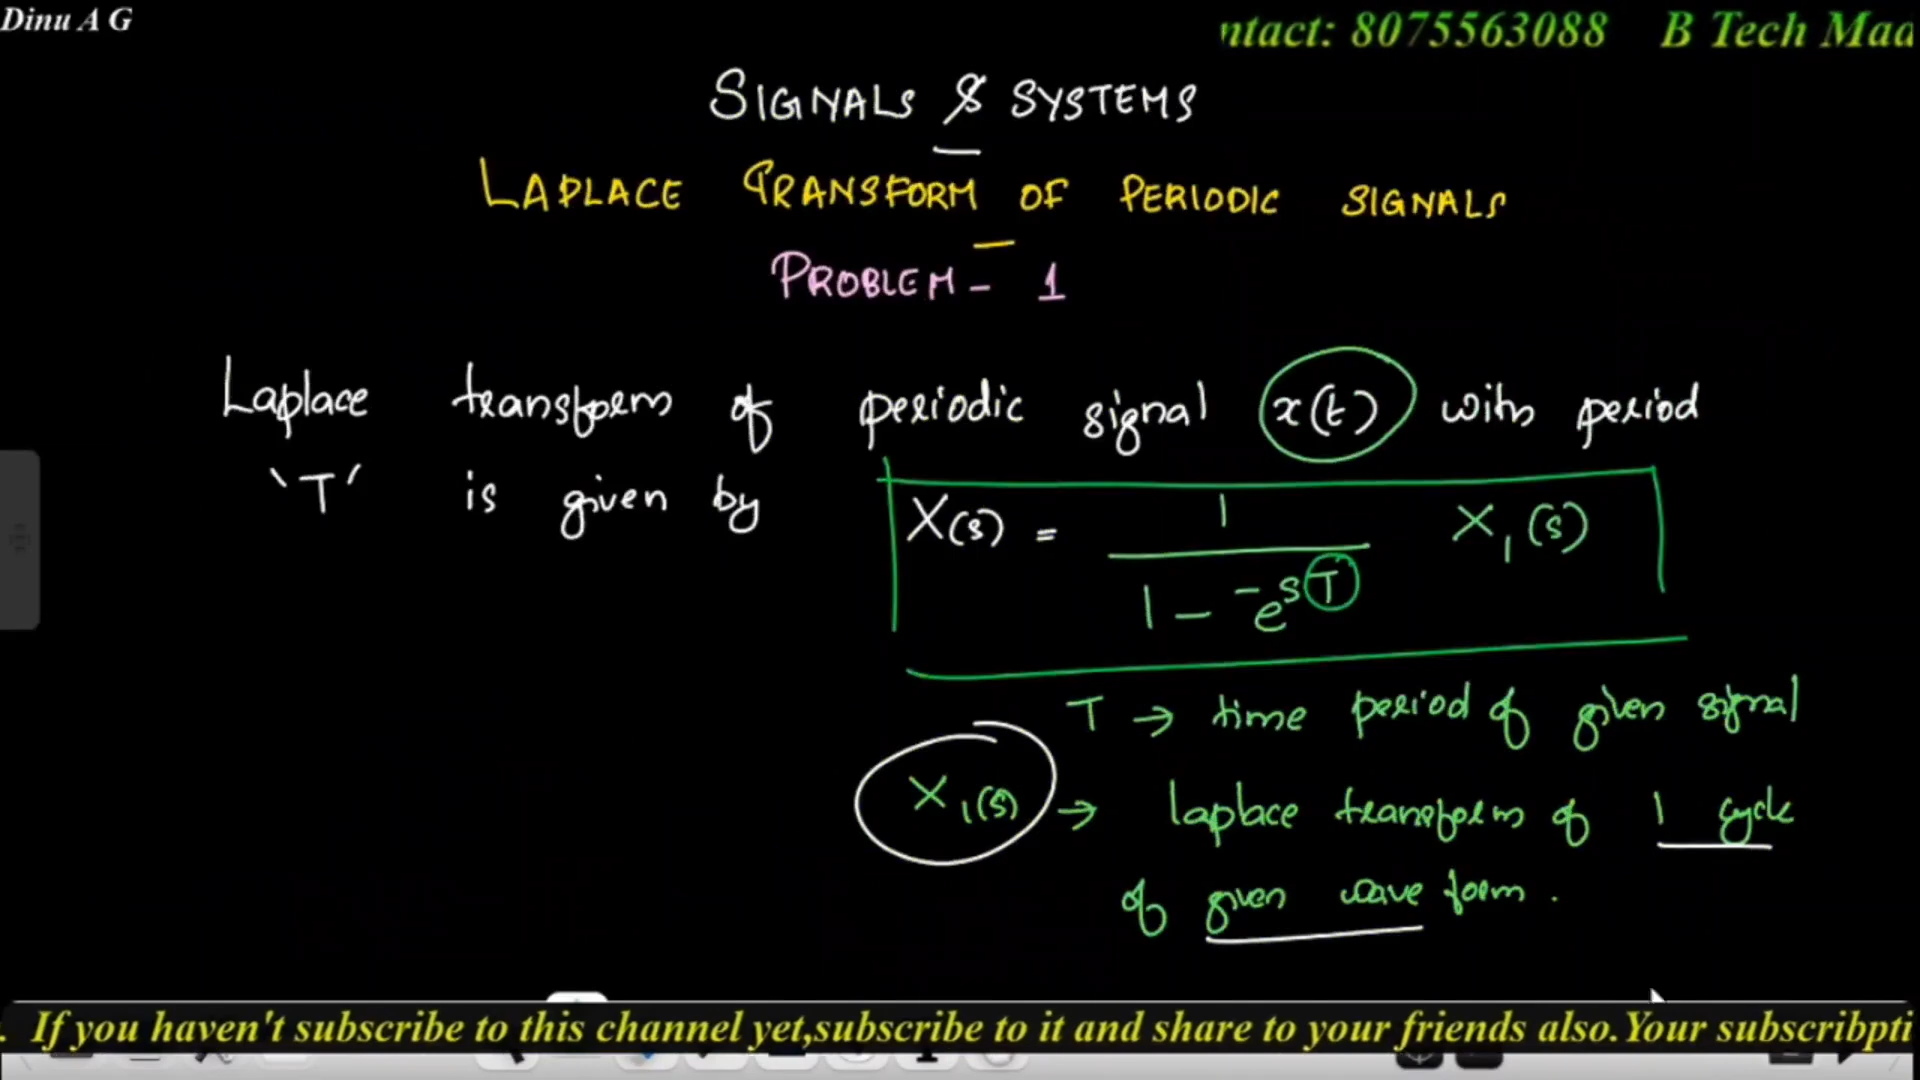 Dinu A G
ntact: 8075563088 B Tech Maa
SIGNALS & SYSTEMS
LAPLACE TRANSFORM OF PERIODIC SIGNALS
PROBLEM - 1
Laplace transform of periodic signal x(t) with period
'T' is given by X(s) = 1 / 1 - ⁻e^sT X₁(s)
T → time period of given signal
X₁(s) → laplace transform of 1 cycle
of given wave form.
. If you haven't subscribe to this channel yet,subscribe to it and share to your friends also.Your subscribpti